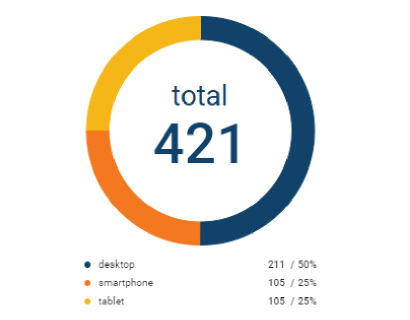 total
421
desktop 211 / 50%
smartphone 105 / 25%
tablet 105 / 25%